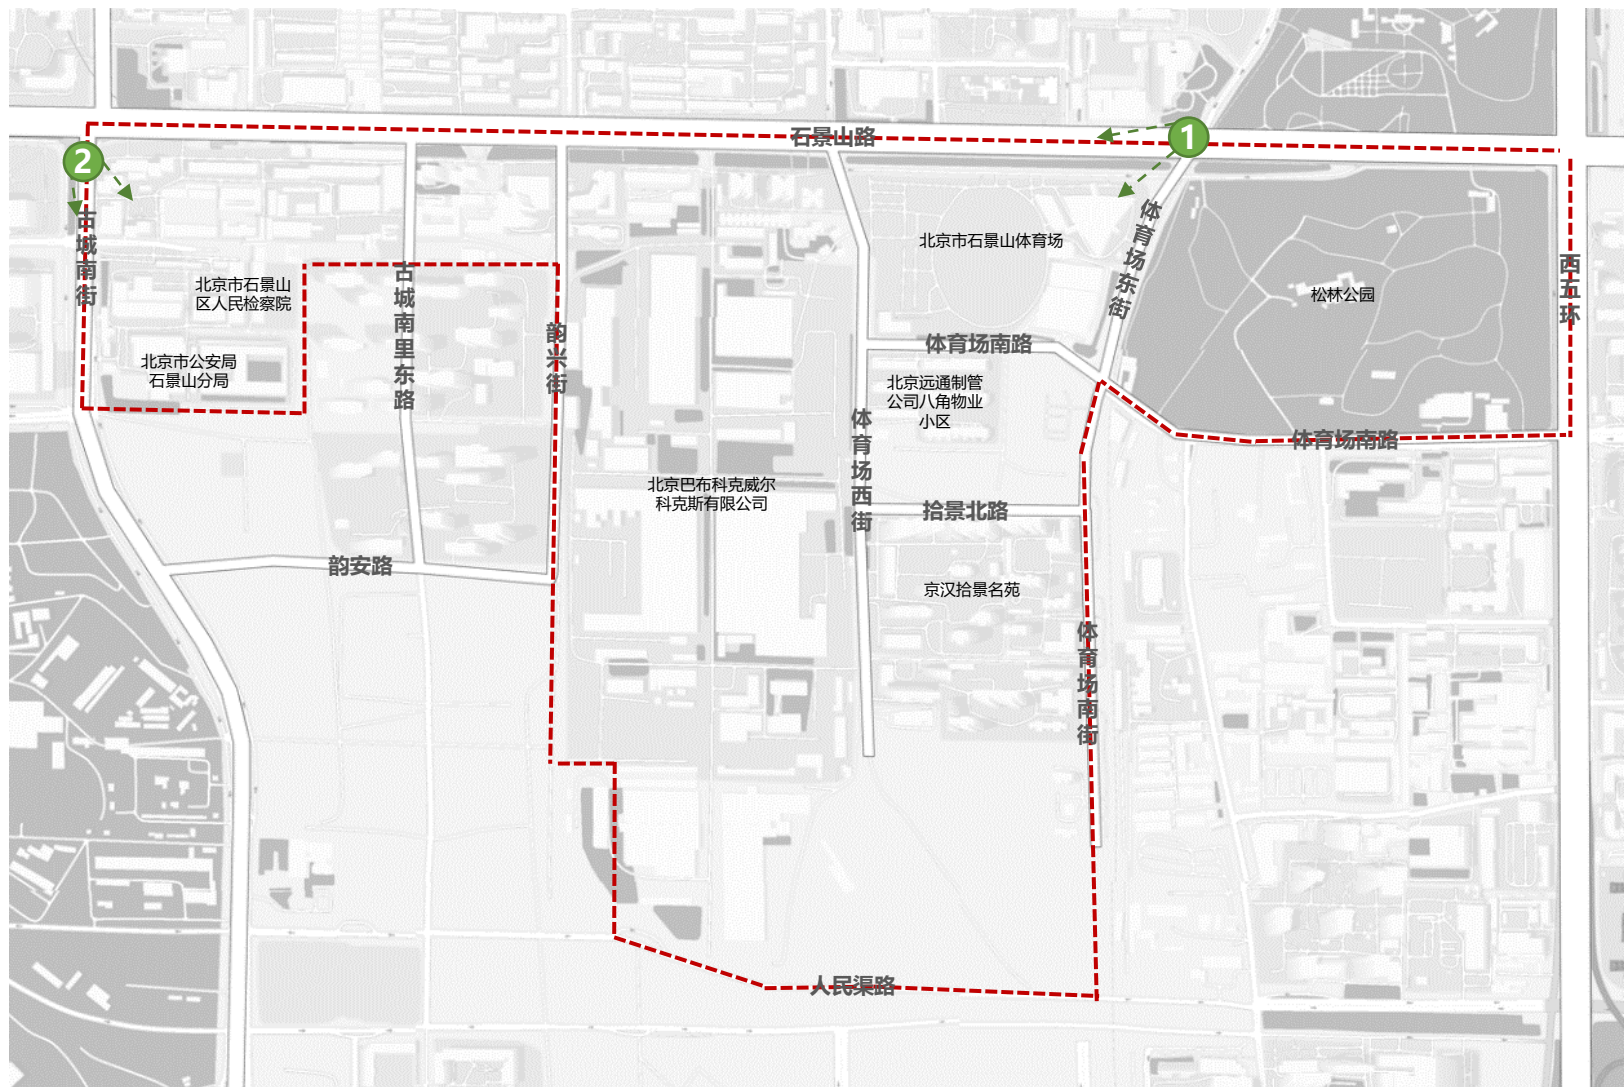 石景山路
1
2
古城南街
体育场东街
北京市石景山体育场
西五环
北京市石景山
区人民检察院
古城南里东路
松林公园
韵兴街
体育场南路
北京市公安局
石景山分局
北京远通制管
公司八角物业
小区
体育场西街
体育场南路
北京巴布科克威尔
科克斯有限公司
拾景北路
韵安路
京汉拾景名苑
体育场南街
人民渠路